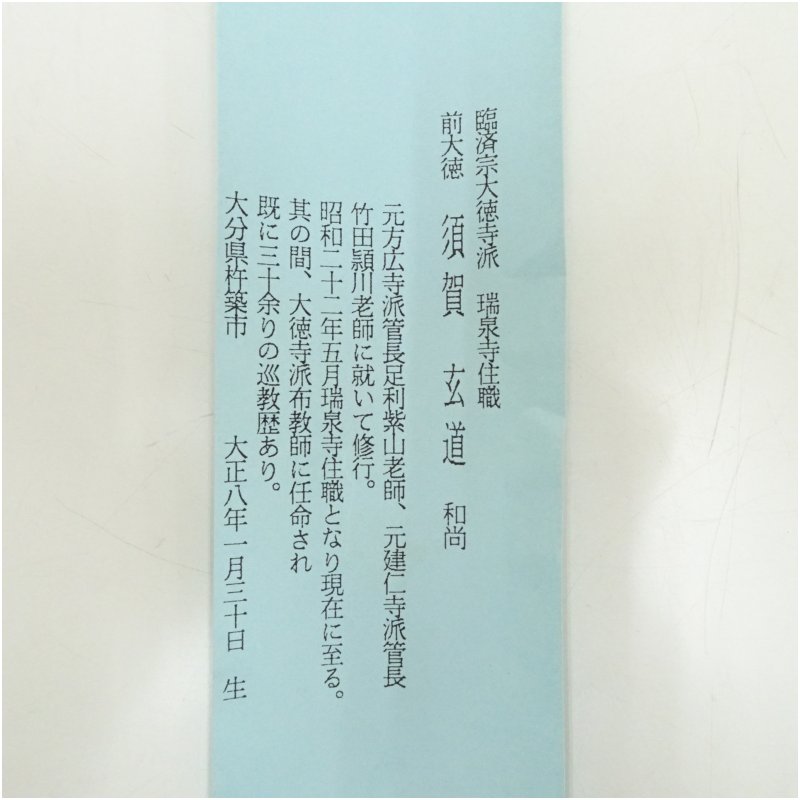 臨済宗大徳寺派　瑞泉寺住職
前大徳　須賀玄道　和尚
元方広寺派管長足利紫山老師、元建仁寺派管長
竹田頴川老師に就いて修行。
昭和二十二年五月瑞泉寺住職となり現在に至る。
其の間、大徳寺派布教師に任命され
既に三十余りの巡教歴あり。
大分県杵築市　大正八年一月三十日　生